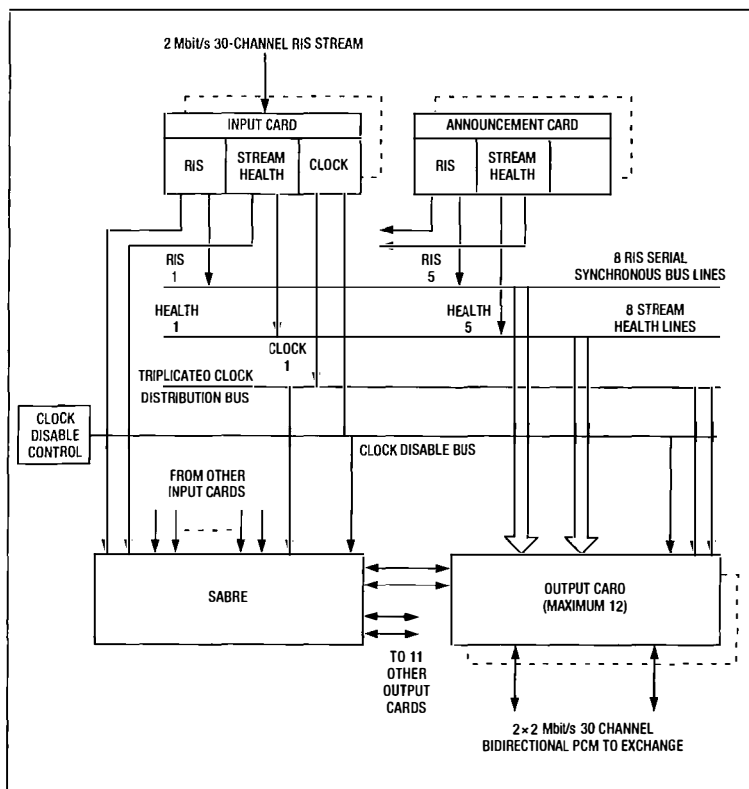 2 Mbit/s 30-CHANNEL RIS STREAM
INPUT CARD
RIS
STREAM
HEALTH
CLOCK
ANNOUNCEMENT CARD
RIS
STREAM
HEALTH
RIS
1
RIS
5
8 RIS SERIAL
SYNCHRONOUS BUS LINES
HEALTH
1
HEALTH
5
8 STREAM
HEALTH LINES
CLOCK
1
TRIPLICATEO CLOCK
DISTRIBUTION BUS
CLOCK
DISABLE
CONTROL
CLOCK DISABLE BUS
FROM OTHER
INPUT CARDS
SABRE
OUTPUT CARO
(MAXIMUM 12)
TO 11
OTHER
OUTPUT
CARDS
2×2 Mbit/s 30 CHANNEL
BIDIRECTIONAL PCM TO EXCHANGE